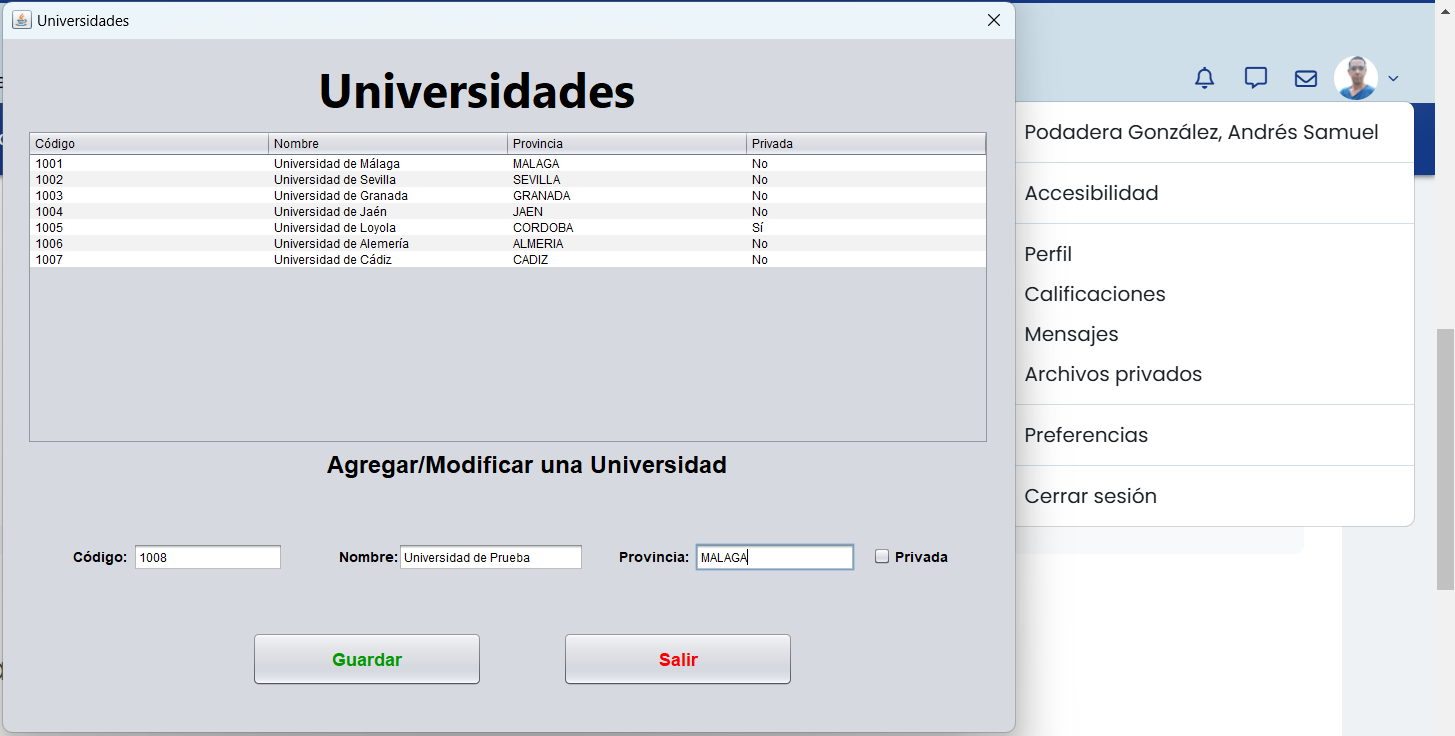 Universidades
Universidades
Código Nombre Provincia Privada
1001 Universidad de Málaga MALAGA No
1002 Universidad de Sevilla SEVILLA No
1003 Universidad de Granada GRANADA No
1004 Universidad de Jaén JAEN No
1005 Universidad de Loyola CORDOBA Sí
1006 Universidad de Alemería ALMERIA No
1007 Universidad de Cádiz CADIZ No
Agregar/Modificar una Universidad
Código: 1008 Nombre: Universidad de Prueba Provincia: MALAGA Privada
Guardar Salir
Podadera González, Andrés Samuel
Accesibilidad
Perfil
Calificaciones
Mensajes
Archivos privados
Preferencias
Cerrar sesión